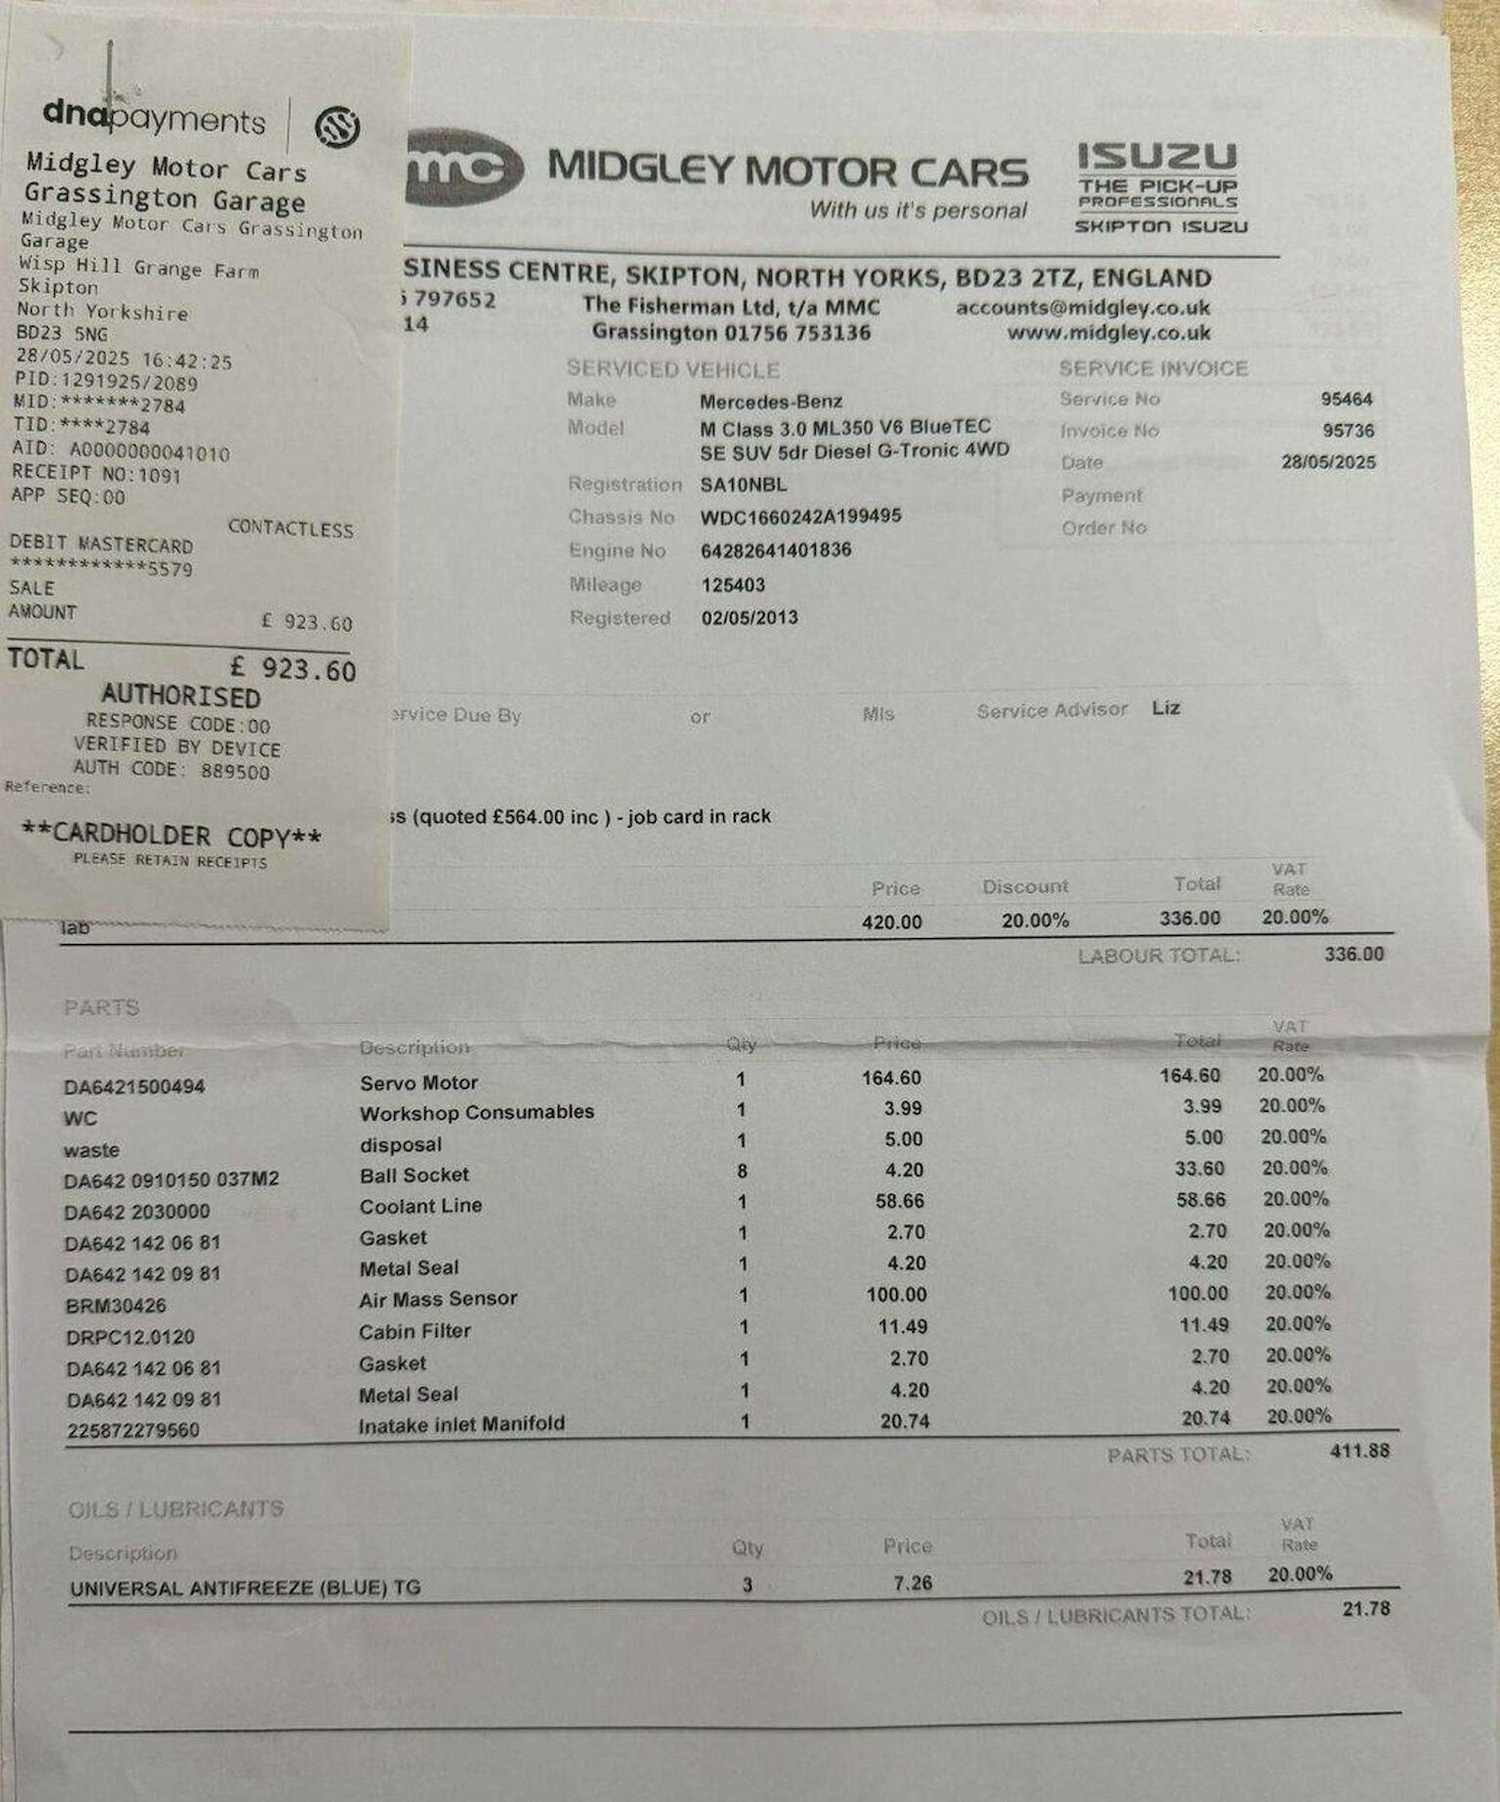 dnapayments
Midgley Motor Cars
Grassington Garage
Midgley Motor Cars Grassington
Garage
Wisp Hill Grange Farm
Skipton
North Yorkshire
BD23 5NG
28/05/2025 16:42:25
PID:1291925/2089
MID:*******2784
TID:****2784
AID: A0000000041010
RECEIPT NO:1091
APP SEQ:00
CONTACTLESS
DEBIT MASTERCARD
************5579
SALE
AMOUNT £ 923.60
TOTAL £ 923.60
AUTHORISED
RESPONSE CODE:00
VERIFIED BY DEVICE
AUTH CODE: 889500
Reference:
**CARDHOLDER COPY**
PLEASE RETAIN RECEIPTS
mc MIDGLEY MOTOR CARS
With us it's personal
ISUZU
THE PICK-UP
PROFESSIONALS
SKIPTON ISUZU
SINESS CENTRE, SKIPTON, NORTH YORKS, BD23 2TZ, ENGLAND
797652 The Fisherman Ltd, t/a MMC accounts@midgley.co.uk
14 Grassington 01756 753136 www.midgley.co.uk
SERVICED VEHICLE
Make Mercedes-Benz
Model M Class 3.0 ML350 V6 BlueTEC
SE SUV 5dr Diesel G-Tronic 4WD
Registration SA10NBL
Chassis No WDC1660242A199495
Engine No 64282641401836
Mileage 125403
Registered 02/05/2013
SERVICE INVOICE
Service No 95464
Invoice No 95736
Date 28/05/2025
Payment
Order No
ervice Due By or Mls Service Advisor Liz
ss (quoted £564.00 inc ) - job card in rack
Price Discount Total VAT
Rate
lab 420.00 20.00% 336.00 20.00%
LABOUR TOTAL: 336.00
PARTS
Part Number Description Qty Price Total VAT
Rate
DA6421500494 Servo Motor 1 164.60 164.60 20.00%
WC Workshop Consumables 1 3.99 3.99 20.00%
waste disposal 1 5.00 5.00 20.00%
DA642 0910150 037M2 Ball Socket 8 4.20 33.60 20.00%
DA642 2030000 Coolant Line 1 58.66 58.66 20.00%
DA642 142 06 81 Gasket 1 2.70 2.70 20.00%
DA642 142 09 81 Metal Seal 1 4.20 4.20 20.00%
BRM30426 Air Mass Sensor 1 100.00 100.00 20.00%
DRPC12.0120 Cabin Filter 1 11.49 11.49 20.00%
DA642 142 06 81 Gasket 1 2.70 2.70 20.00%
DA642 142 09 81 Metal Seal 1 4.20 4.20 20.00%
225872279560 Inatake inlet Manifold 1 20.74 20.74 20.00%
PARTS TOTAL: 411.88
OILS / LUBRICANTS
Description Qty Price Total VAT
Rate
UNIVERSAL ANTIFREEZE (BLUE) TG 3 7.26 21.78 20.00%
OILS / LUBRICANTS TOTAL: 21.78